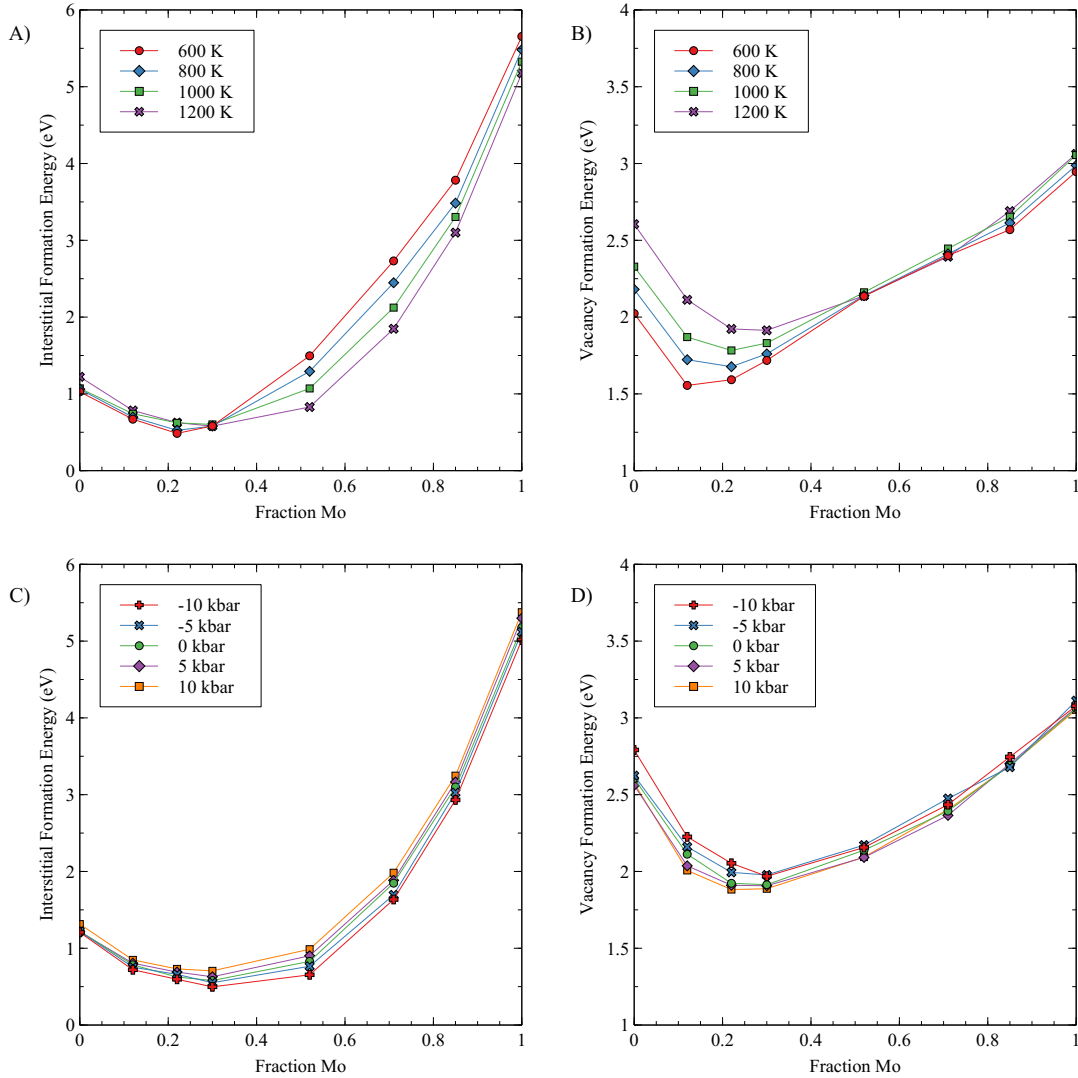 A)
600 K
800 K
1000 K
1200 K
Interstitial Formation Energy (eV)
6
5
4
3
2
1
0
0 0.2 0.4 0.6 0.8 1
Fraction Mo
B)
600 K
800 K
1000 K
1200 K
Vacancy Formation Energy (eV)
4
3.5
3
2.5
2
1.5
1
0 0.2 0.4 0.6 0.8 1
Fraction Mo
C)
-10 kbar
-5 kbar
0 kbar
5 kbar
10 kbar
Interstitial Formation Energy (eV)
6
5
4
3
2
1
0
0 0.2 0.4 0.6 0.8 1
Fraction Mo
D)
-10 kbar
-5 kbar
0 kbar
5 kbar
10 kbar
Vacancy Formation Energy (eV)
4
3.5
3
2.5
2
1.5
1
0 0.2 0.4 0.6 0.8 1
Fraction Mo